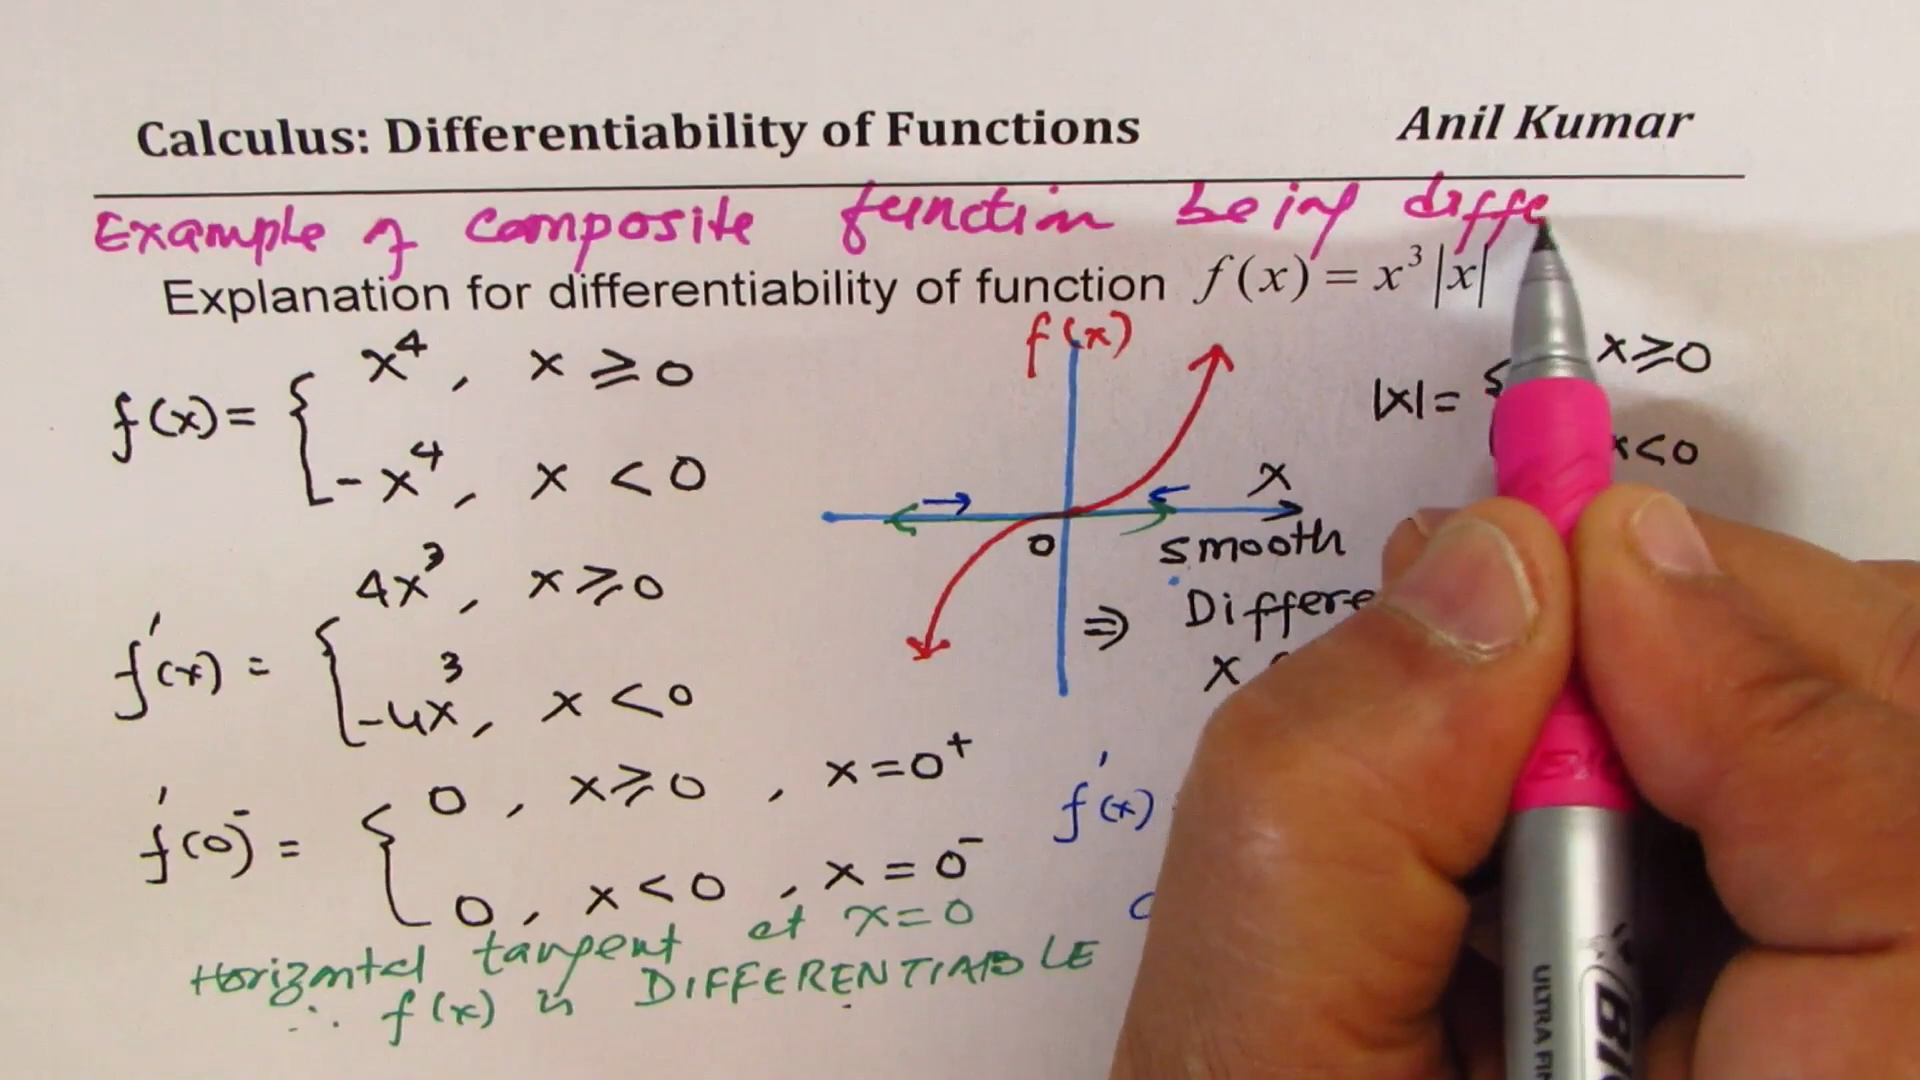 Calculus: Differentiability of Functions Anil Kumar
Example of composite function being diffe
Explanation for differentiability of function f(x) = x³|x|
f(x)
f(x) = { x⁴, x ≥ 0
-x⁴, x < 0
|x| = { x ≥ 0
x < 0
x
0
smooth
⇒ Differe
x
f'(x) = { 4x³, x ≥ 0
-4x³, x < 0
f'(0) = { 0, x ≥ 0, x = 0⁺
0, x < 0, x = 0⁻
f'(x)
Horizontal tangent at x = 0
∴ f(x) is DIFFERENTIABLE
ULTRA FIN